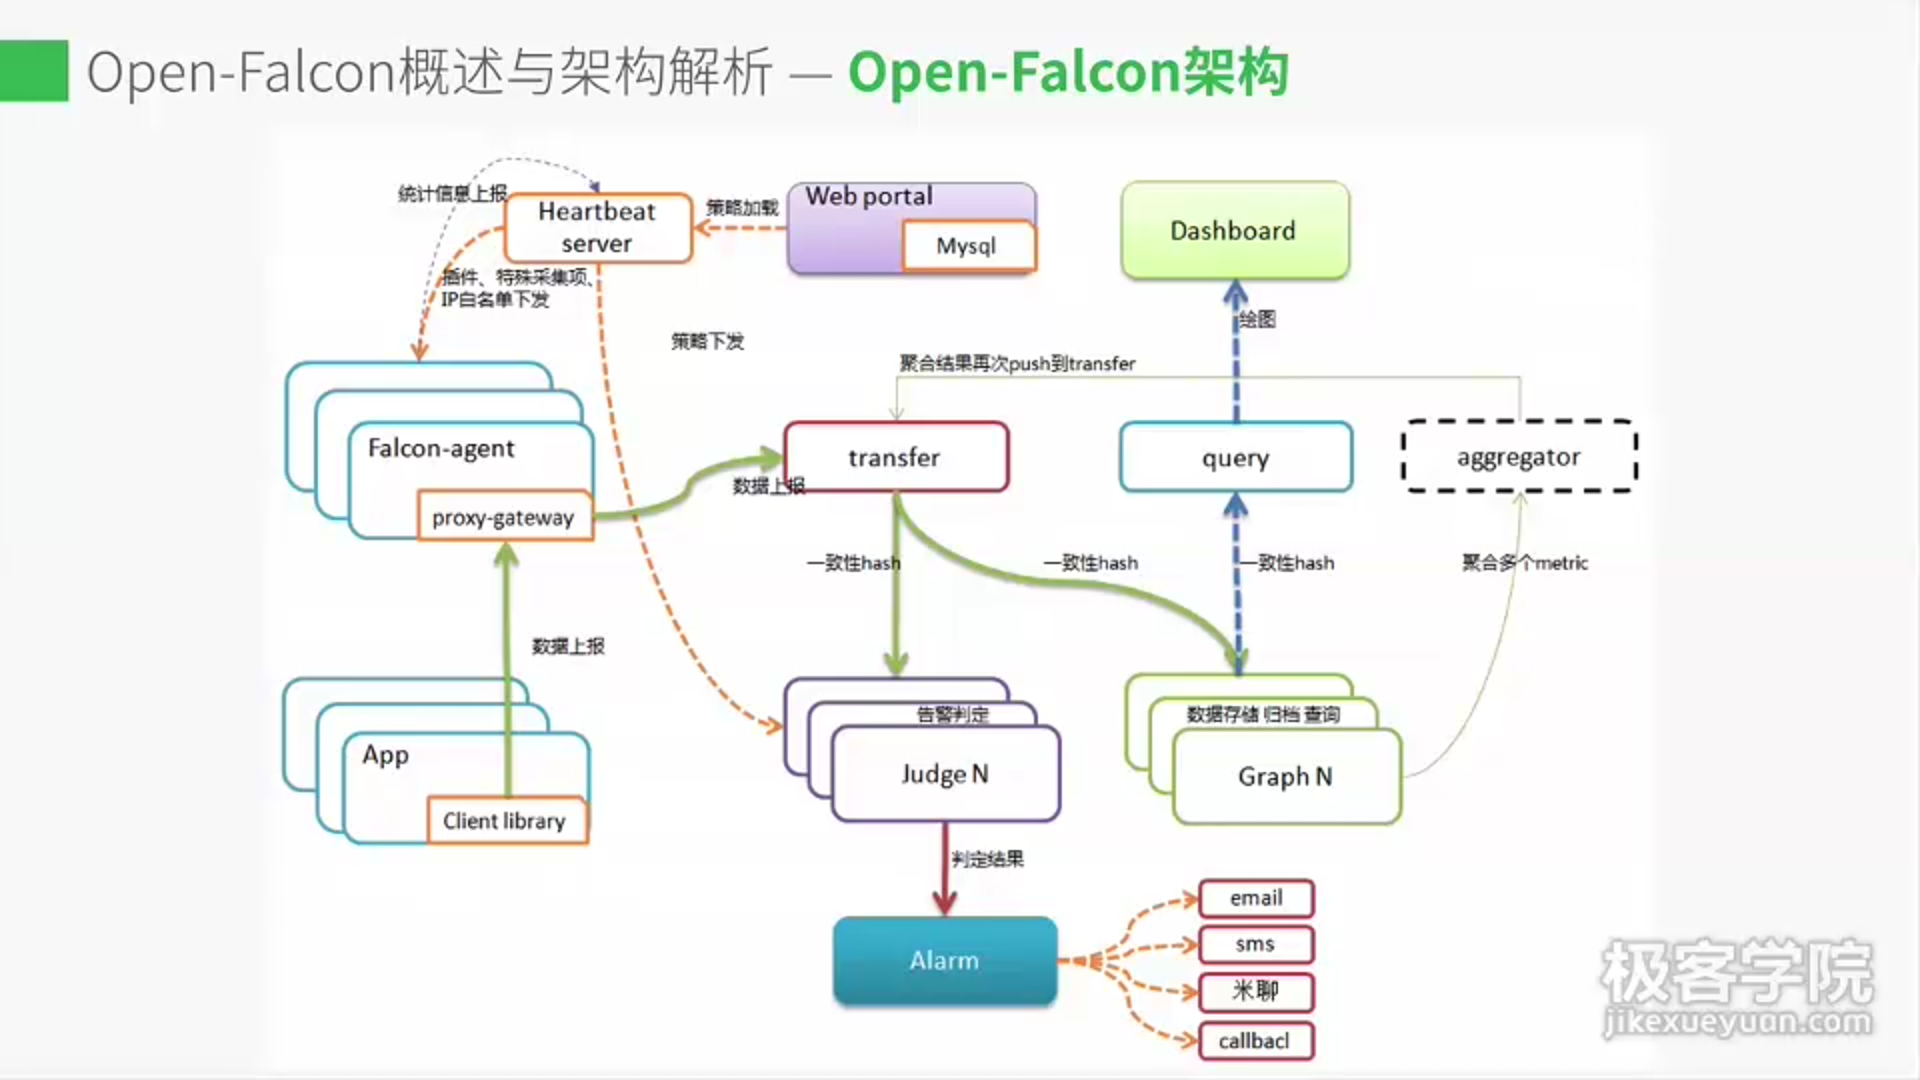 Open-Falcon概述与架构解析 — Open-Falcon架构
统计信息上报
Heartbeat
server
策略加载
Web portal
Mysql
Dashboard
插件、特殊采集项、
IP白名单下发
策略下发
绘图
聚合结果再次push到transfer
Falcon-agent
proxy-gateway
transfer
数据上报
query
aggregator
一致性hash
一致性hash
一致性hash
聚合多个metric
数据上报
App
Client library
告警判定
Judge N
数据存储 归档 查询
Graph N
判定结果
Alarm
email
sms
米聊
callbacl
极客学院
jikexueyuan.com